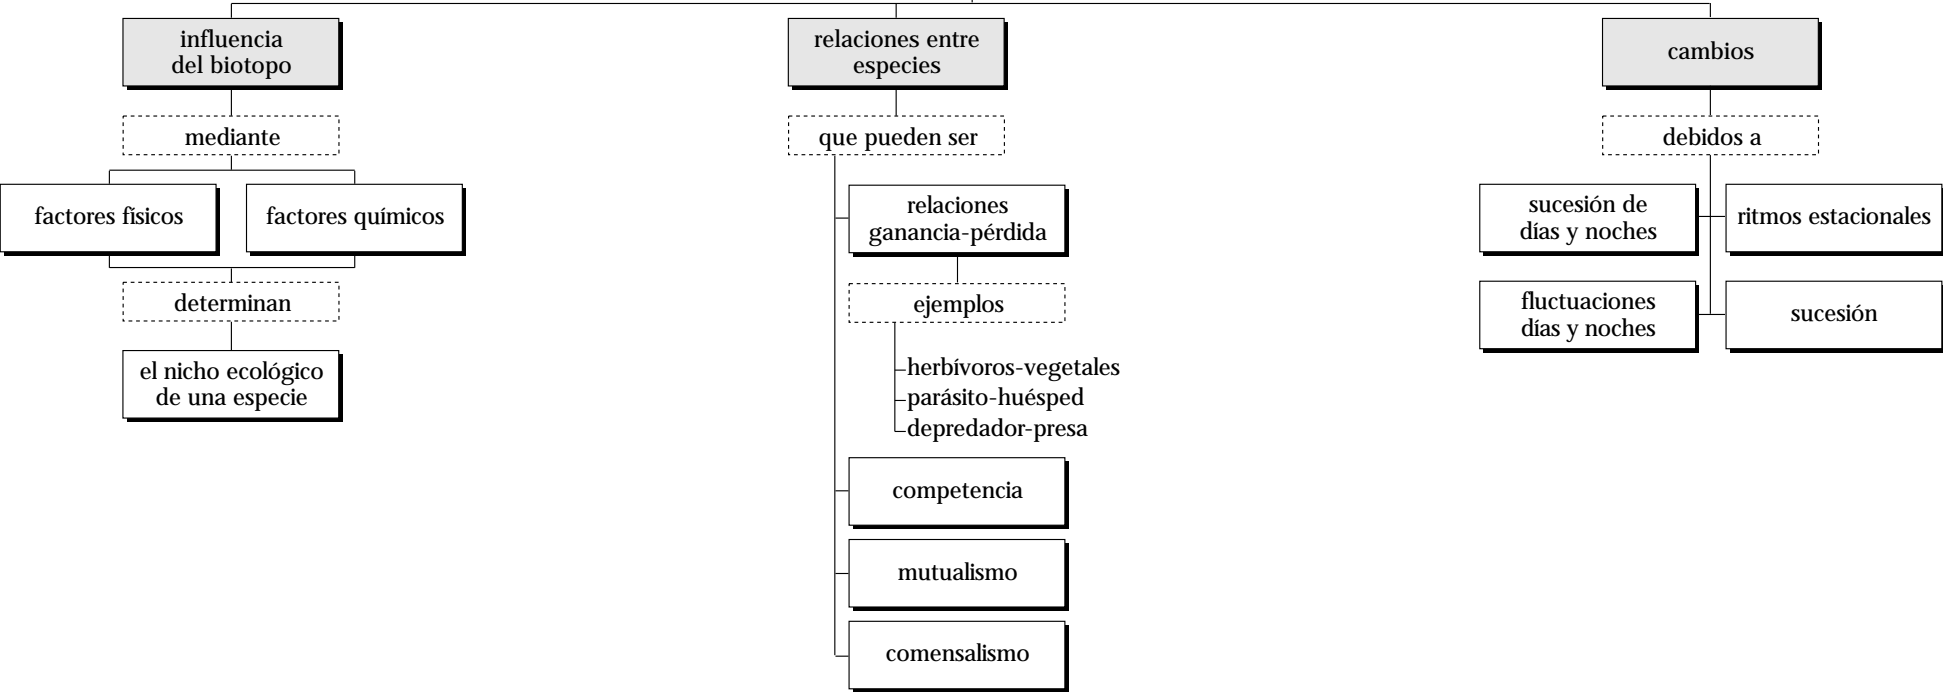 influencia
del biotopo
mediante
factores físicos
factores químicos
determinan
el nicho ecológico
de una especie
relaciones entre
especies
que pueden ser
relaciones
ganancia-pérdida
ejemplos
herbívoros-vegetales
parásito-huésped
depredador-presa
competencia
mutualismo
comensalismo
cambios
debidos a
sucesión de
días y noches
ritmos estacionales
fluctuaciones
días y noches
sucesión